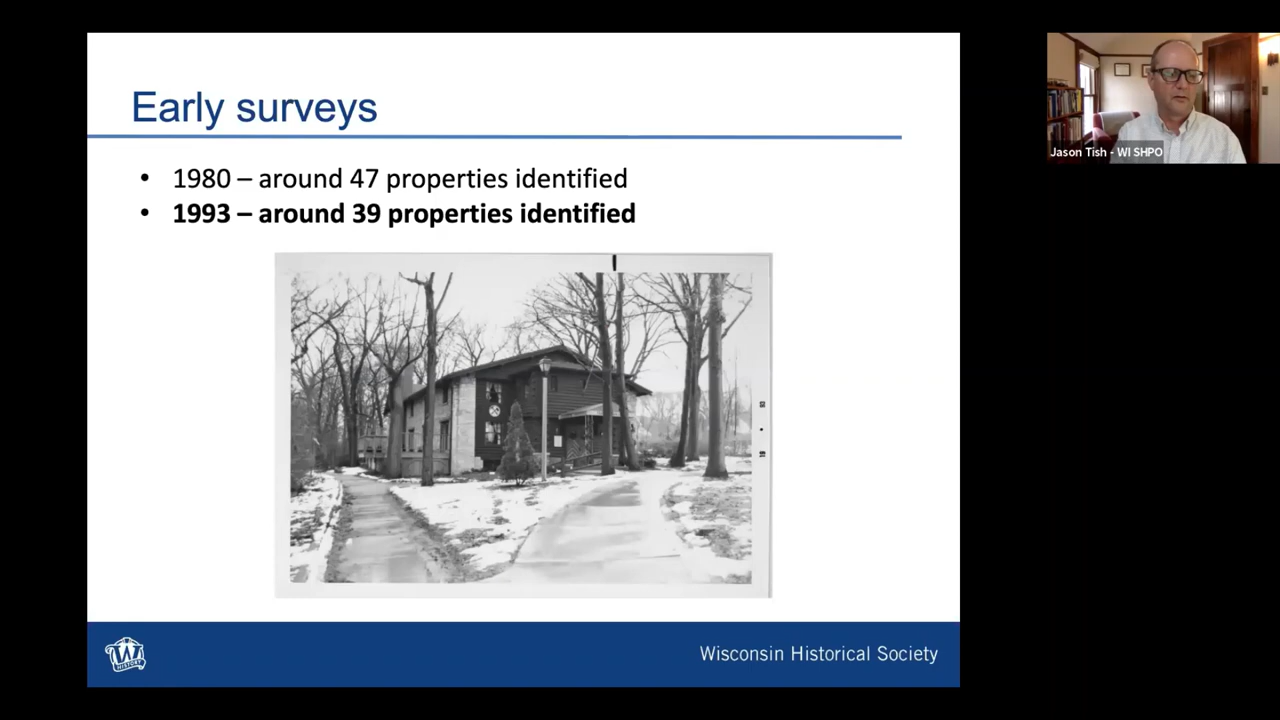 Early surveys
• 1980 – around 47 properties identified
• 1993 – around 39 properties identified
W
HISTORY
Wisconsin Historical Society
Jason Tish - WI SHPO